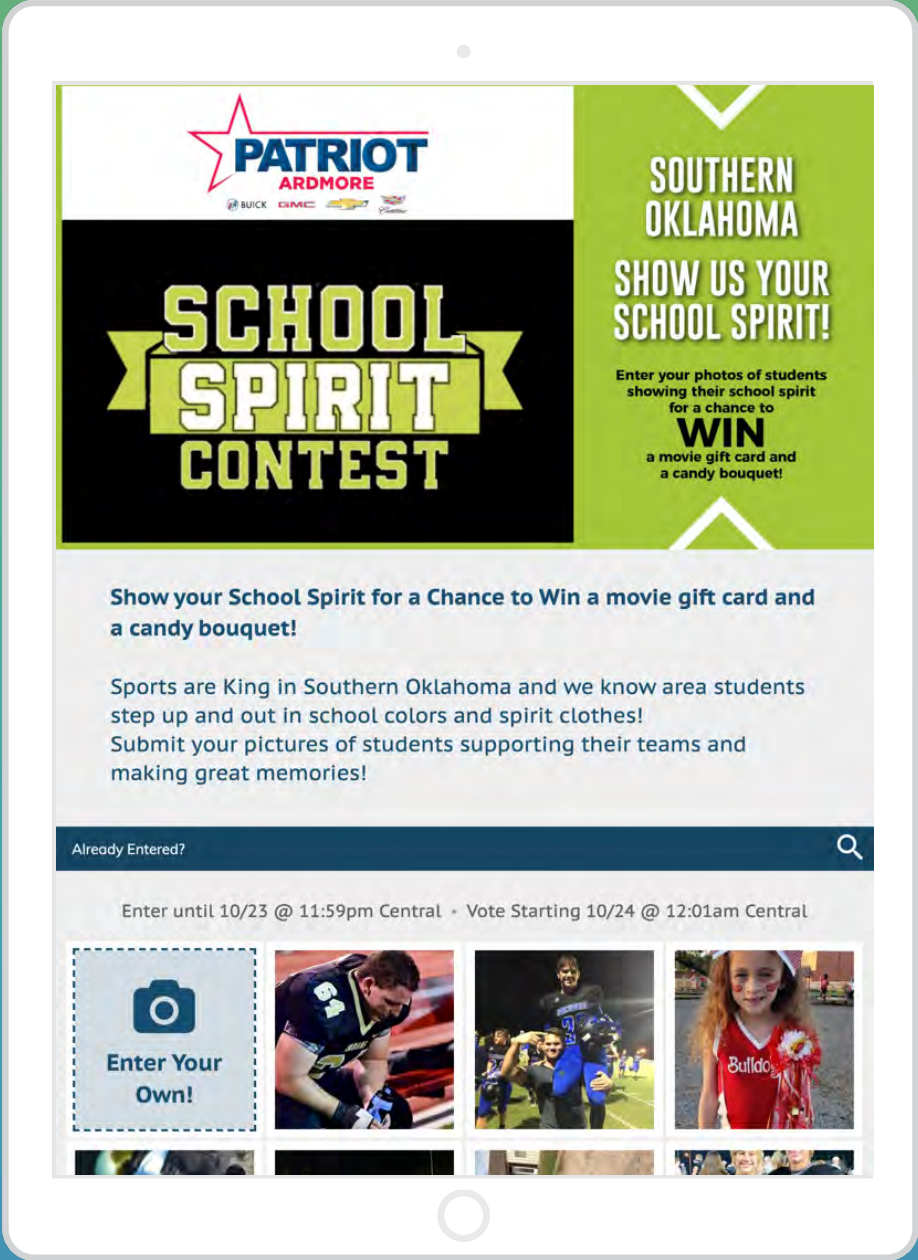 PATRIOT
ARDMORE
BUICK GMC
Cadillac
SCHOOL
SPIRIT
CONTEST
SOUTHERN
OKLAHOMA
SHOW US YOUR
SCHOOL SPIRIT!
Enter your photos of students
showing their school spirit
for a chance to
WIN
a movie gift card and
a candy bouquet!
Show your School Spirit for a Chance to Win a movie gift card and
a candy bouquet!
Sports are King in Southern Oklahoma and we know area students
step up and out in school colors and spirit clothes!
Submit your pictures of students supporting their teams and
making great memories!
Already Entered?
Enter until 10/23 @ 11:59pm Central • Vote Starting 10/24 @ 12:01am Central
Enter Your
Own!
64
INDIANS
Bulldo